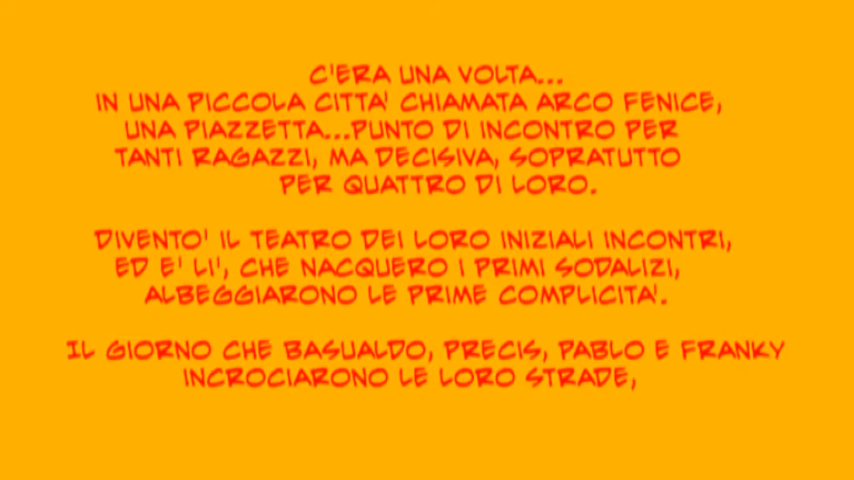 C'ERA UNA VOLTA...
IN UNA PICCOLA CITTA' CHIAMATA ARCO FENICE,
UNA PIAZZETTA...PUNTO DI INCONTRO PER
TANTI RAGAZZI, MA DECISIVA, SOPRATUTTO
PER QUATTRO DI LORO.
DIVENTO' IL TEATRO DEI LORO INIZIALI INCONTRI,
ED E' LI', CHE NACQUERO I PRIMI SODALIZI,
ALBEGGIARONO LE PRIME COMPLICITA'.
IL GIORNO CHE BASUALDO, PRECIS, PABLO E FRANKY
INCROCIARONO LE LORO STRADE,